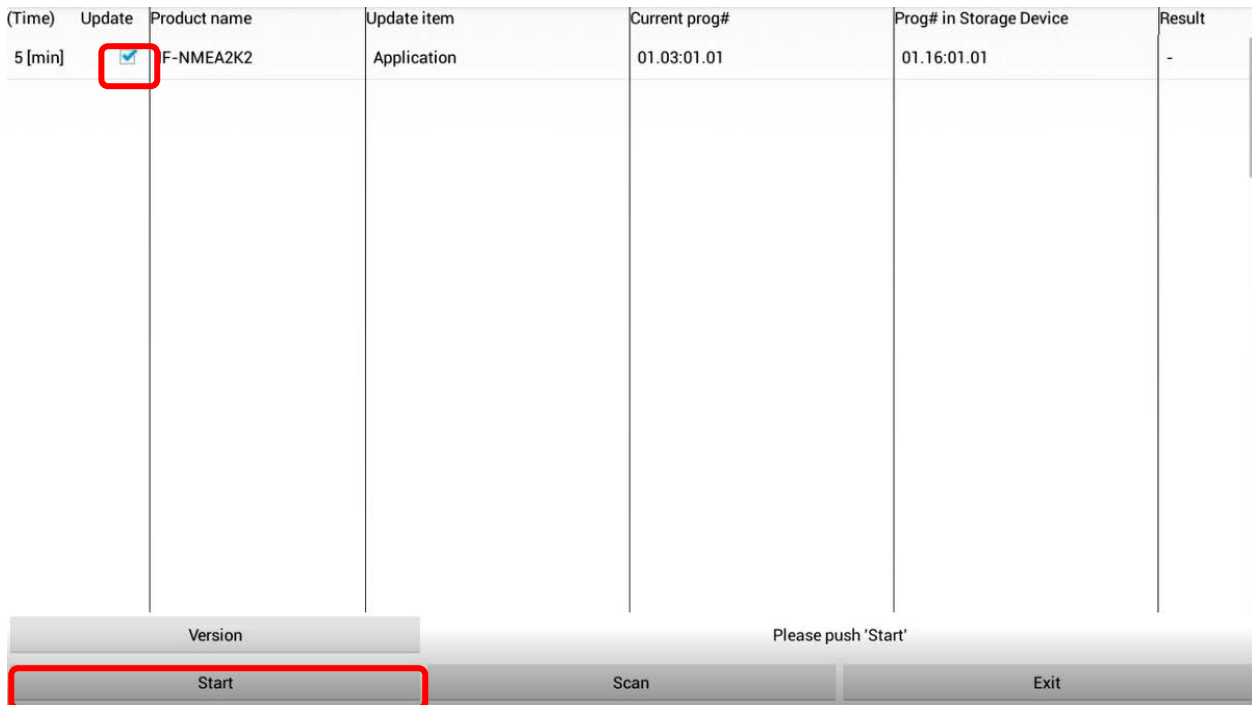 (Time) Update Product name Update item Current prog# Prog# in Storage Device Result
5 [min] F-NMEA2K2 Application 01.03:01.01 01.16:01.01 -
Version Please push 'Start'
Start Scan Exit